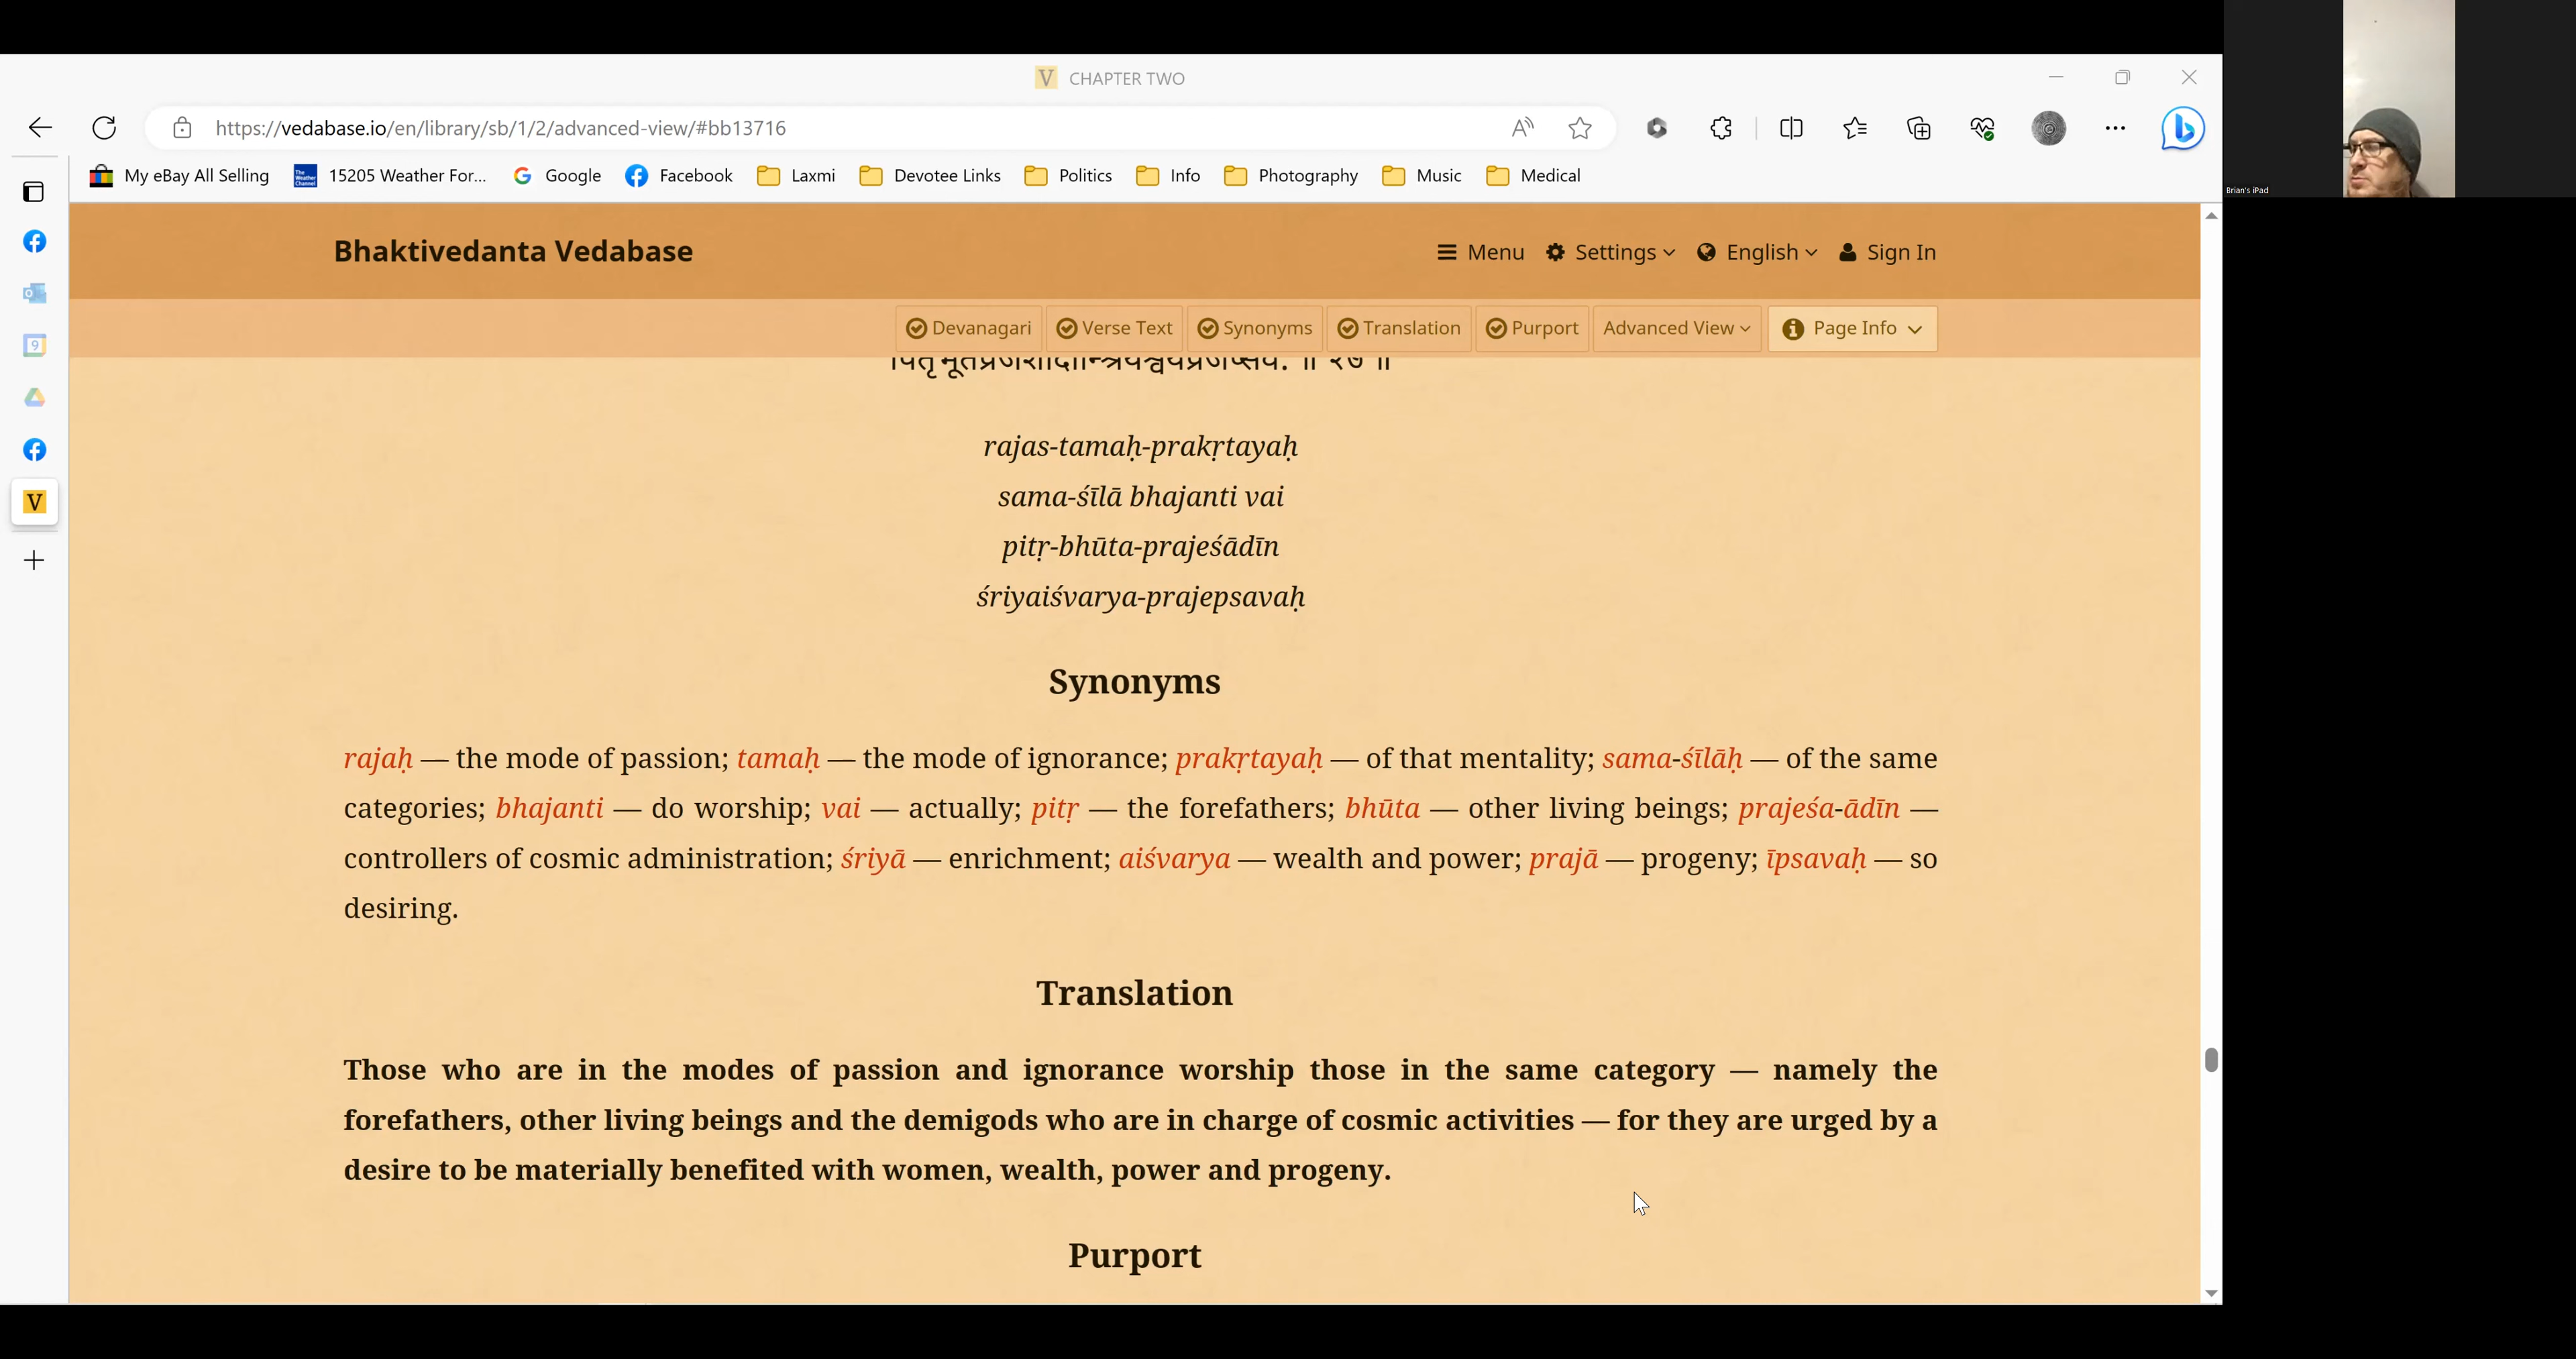 CHAPTER TWO
https://vedabase.io/en/library/sb/1/2/advanced-view/#bb13716
My eBay All Selling 15205 Weather For... Google Facebook Laxmi Devotee Links Politics Info Photography Music Medical
Brian's iPad
Bhaktivedanta Vedabase
Menu Settings English Sign In
Devanagari Verse Text Synonyms Translation Purport Advanced View Page Info
rajas-tamaḥ-prakṛtayaḥ
sama-śīlā bhajanti vai
pitṛ-bhūta-prajeśādīn
śriyaiśvarya-prajepsavaḥ
Synonyms
rajaḥ — the mode of passion; tamaḥ — the mode of ignorance; prakṛtayaḥ — of that mentality; sama-śīlāḥ — of the same
categories; bhajanti — do worship; vai — actually; pitṛ — the forefathers; bhūta — other living beings; prajeśa-ādīn —
controllers of cosmic administration; śriyā — enrichment; aiśvarya — wealth and power; prajā — progeny; īpsavaḥ — so
desiring.
Translation
Those who are in the modes of passion and ignorance worship those in the same category — namely the
forefathers, other living beings and the demigods who are in charge of cosmic activities — for they are urged by a
desire to be materially benefited with women, wealth, power and progeny.
Purport